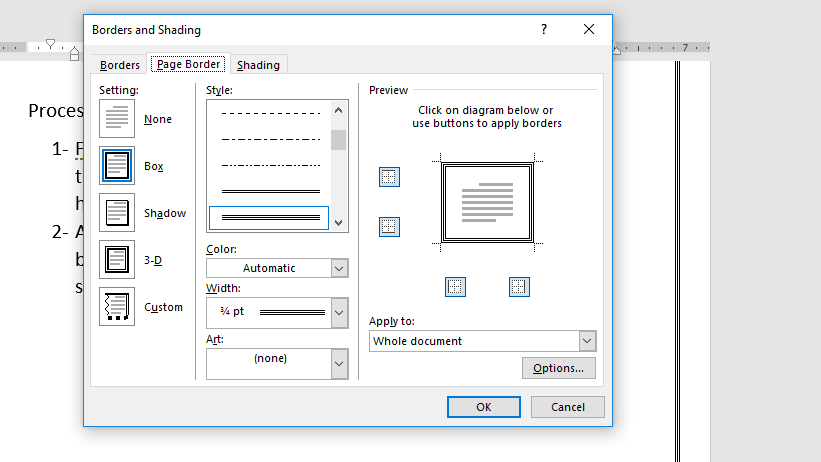 Borders and Shading
?
7
Borders Page Border Shading
Setting:
None
Box
Shadow
3-D
Custom
Style:
Color:
Automatic
Width:
¾ pt
Art:
(none)
Preview
Click on diagram below or
use buttons to apply borders
Apply to:
Whole document
Options...
OK Cancel
Proces
1- F
t
h
2- A
b
s